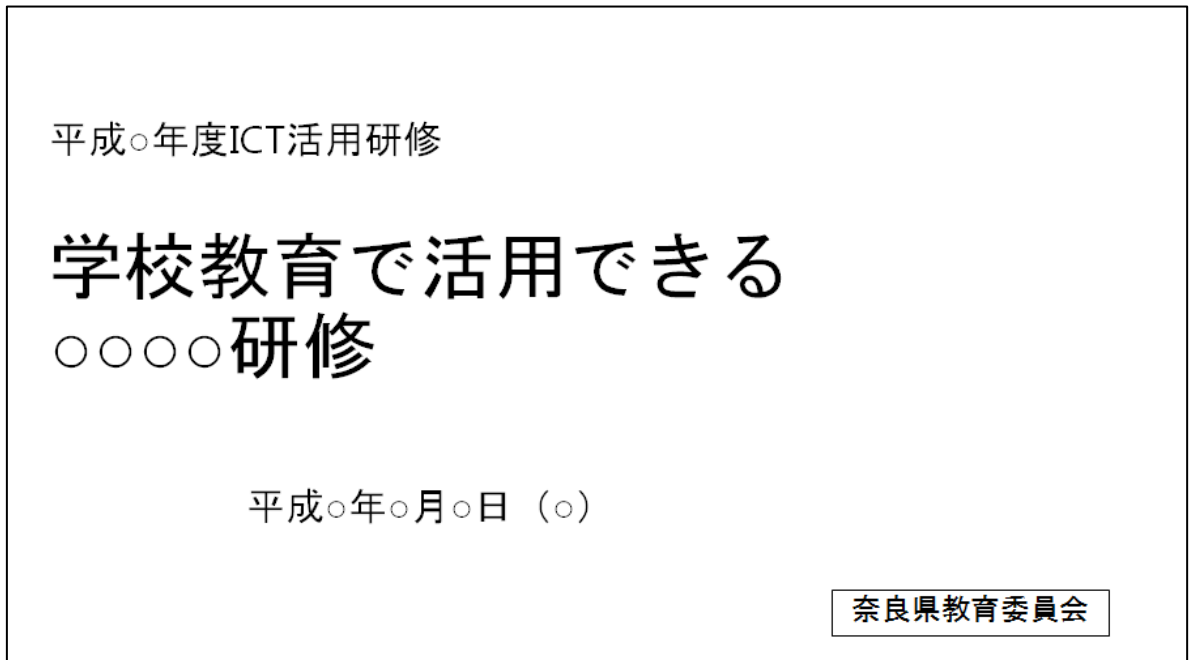 平成○年度ICT活用研修
学校教育で活用できる
○○○○研修
平成○年○月○日（○）
奈良県教育委員会